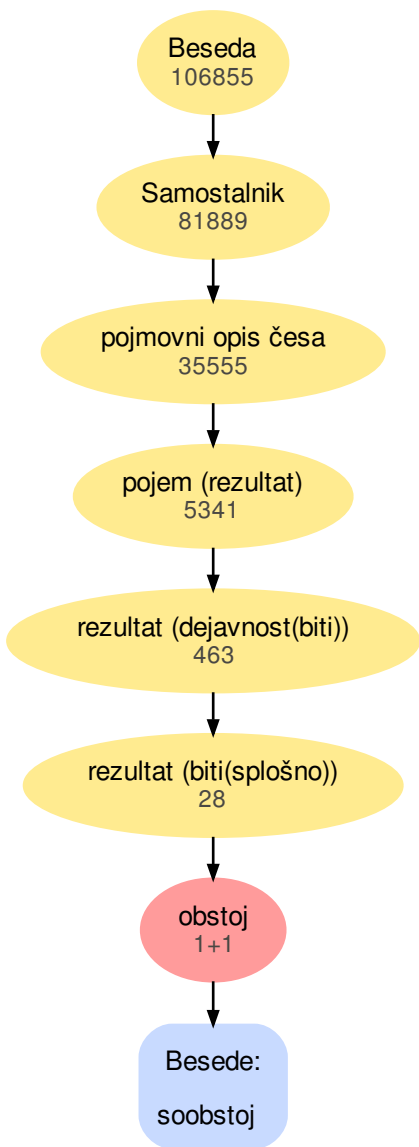 Beseda
106855
Samostalnik
81889
pojmovni opis česa
35555
pojem (rezultat)
5341
rezultat (dejavnost(biti))
463
rezultat (biti(splošno))
28
obstoj
1+1
Besede:
soobstoj